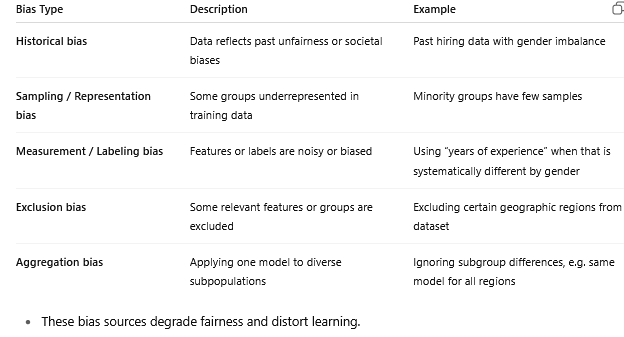 Bias Type Description Example
Historical bias Data reflects past unfairness or societal Past hiring data with gender imbalance
biases
Sampling / Representation Some groups underrepresented in Minority groups have few samples
bias training data
Measurement / Labeling bias Features or labels are noisy or biased Using "years of experience" when that is
systematically different by gender
Exclusion bias Some relevant features or groups are Excluding certain geographic regions from
excluded dataset
Aggregation bias Applying one model to diverse Ignoring subgroup differences, e.g. same
subpopulations model for all regions
• These bias sources degrade fairness and distort learning.